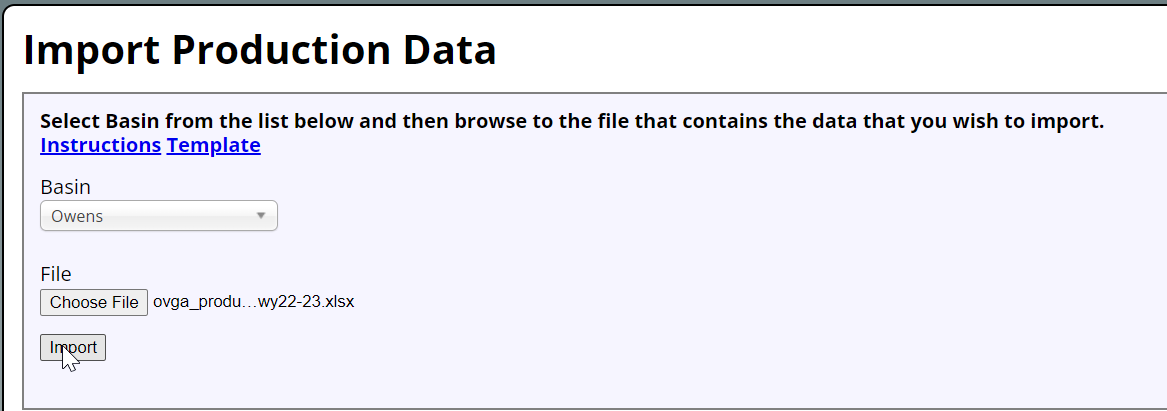 Import Production Data
Select Basin from the list below and then browse to the file that contains the data that you wish to import.
Instructions Template
Basin
Owens
File
Choose File ovga_produ…wy22-23.xlsx
Import